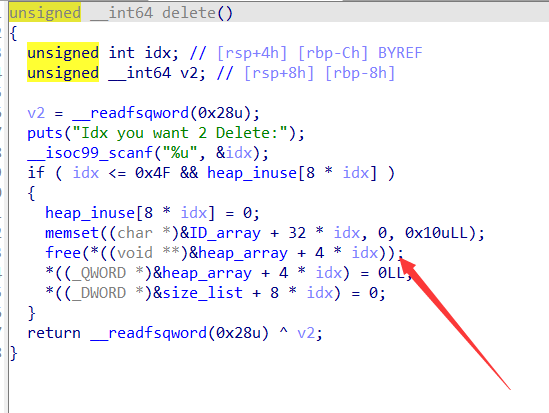 unsigned __int64 delete()
{
  unsigned int idx; // [rsp+4h] [rbp-Ch] BYREF
  unsigned __int64 v2; // [rsp+8h] [rbp-8h]
  v2 = __readfsqword(0x28u);
  puts("Idx you want 2 Delete:");
  __isoc99_scanf("%u", &idx);
  if ( idx <= 0x4F && heap_inuse[8 * idx] )
  {
    heap_inuse[8 * idx] = 0;
    memset((char *)&ID_array + 32 * idx, 0, 0x10uLL);
    free(*((void **)&heap_array + 4 * idx));
    *((_QWORD *)&heap_array + 4 * idx) = 0LL;
    *((_DWORD *)&size_list + 8 * idx) = 0;
  }
  return __readfsqword(0x28u) ^ v2;
}